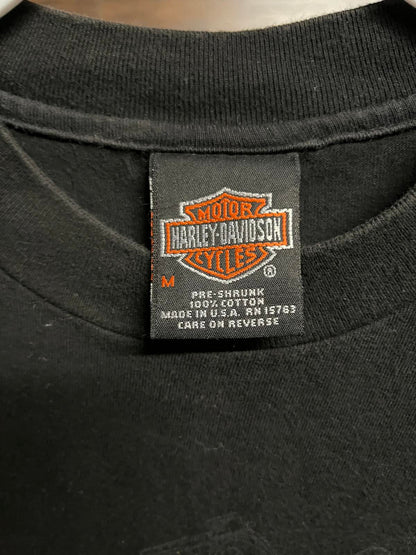 MOTOR
HARLEY-DAVIDSON
CYCLES
®
M
PRE-SHRUNK
100% COTTON
MADE IN U.S.A. RN 15763
CARE ON REVERSE